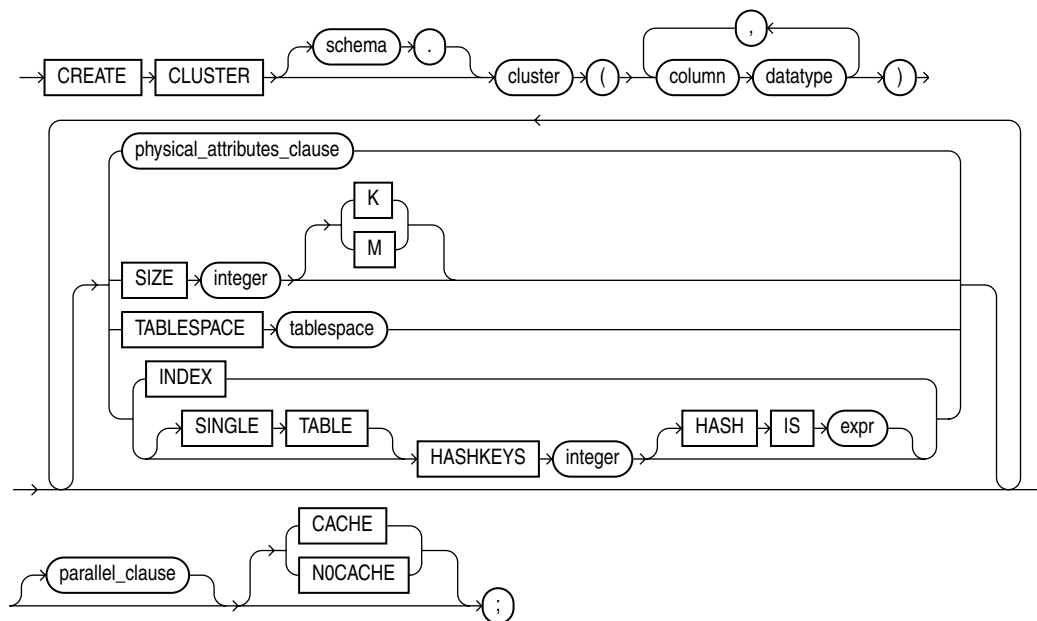 schema .
,
CREATE CLUSTER cluster ( column datatype )
physical_attributes_clause
K
M
SIZE integer
TABLESPACE tablespace
INDEX
SINGLE TABLE HASH IS expr
HASHKEYS integer
CACHE
parallel_clause
N0CACHE
;